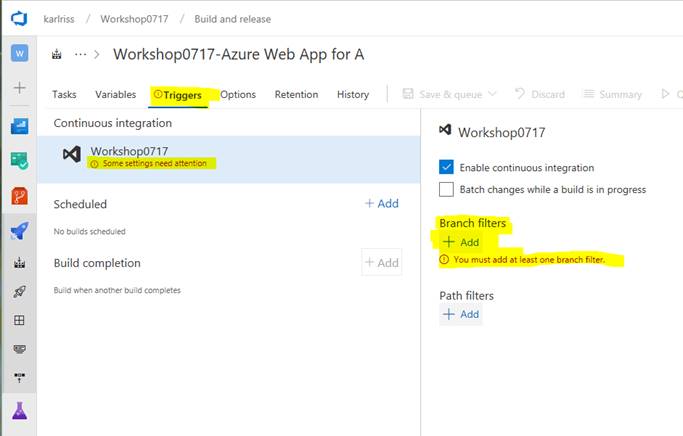 karlriss / Workshop0717 / Build and release
W
... > Workshop0717-Azure Web App for A
Tasks Variables Triggers Options Retention History Save & queue Discard Summary
Continuous integration
Workshop0717
Some settings need attention
Scheduled + Add
No builds scheduled
Build completion + Add
Build when another build completes
Workshop0717
Enable continuous integration
Batch changes while a build is in progress
Branch filters
+ Add
You must add at least one branch filter.
Path filters
+ Add